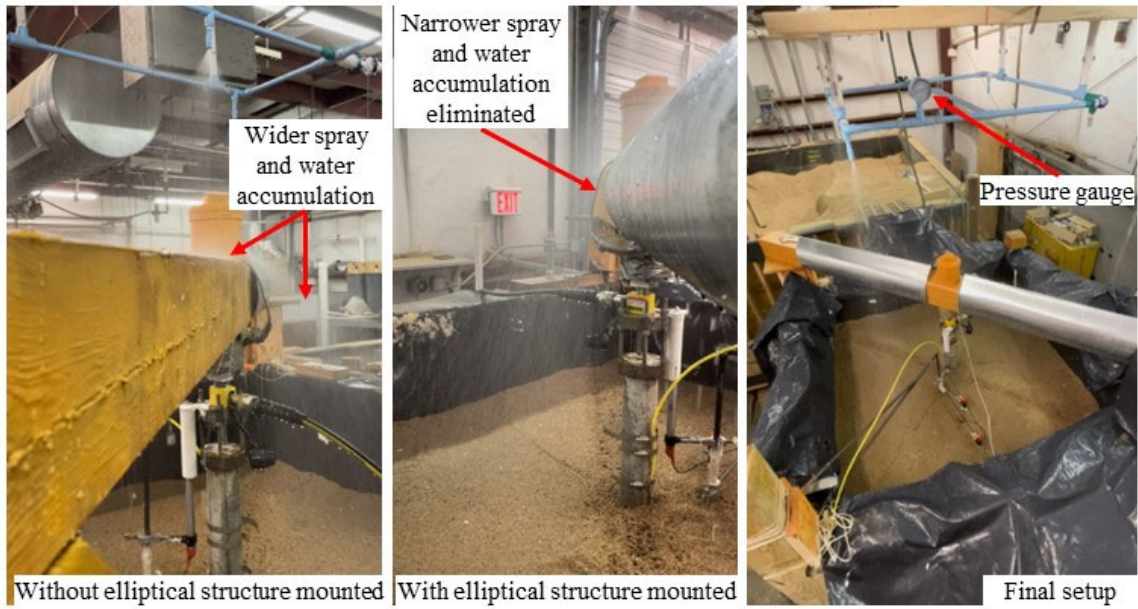 Wider spray
and water
accumulation
Without elliptical structure mounted
Narrower spray
and water
accumulation
eliminated
EXIT
With elliptical structure mounted
Pressure gauge
Final setup